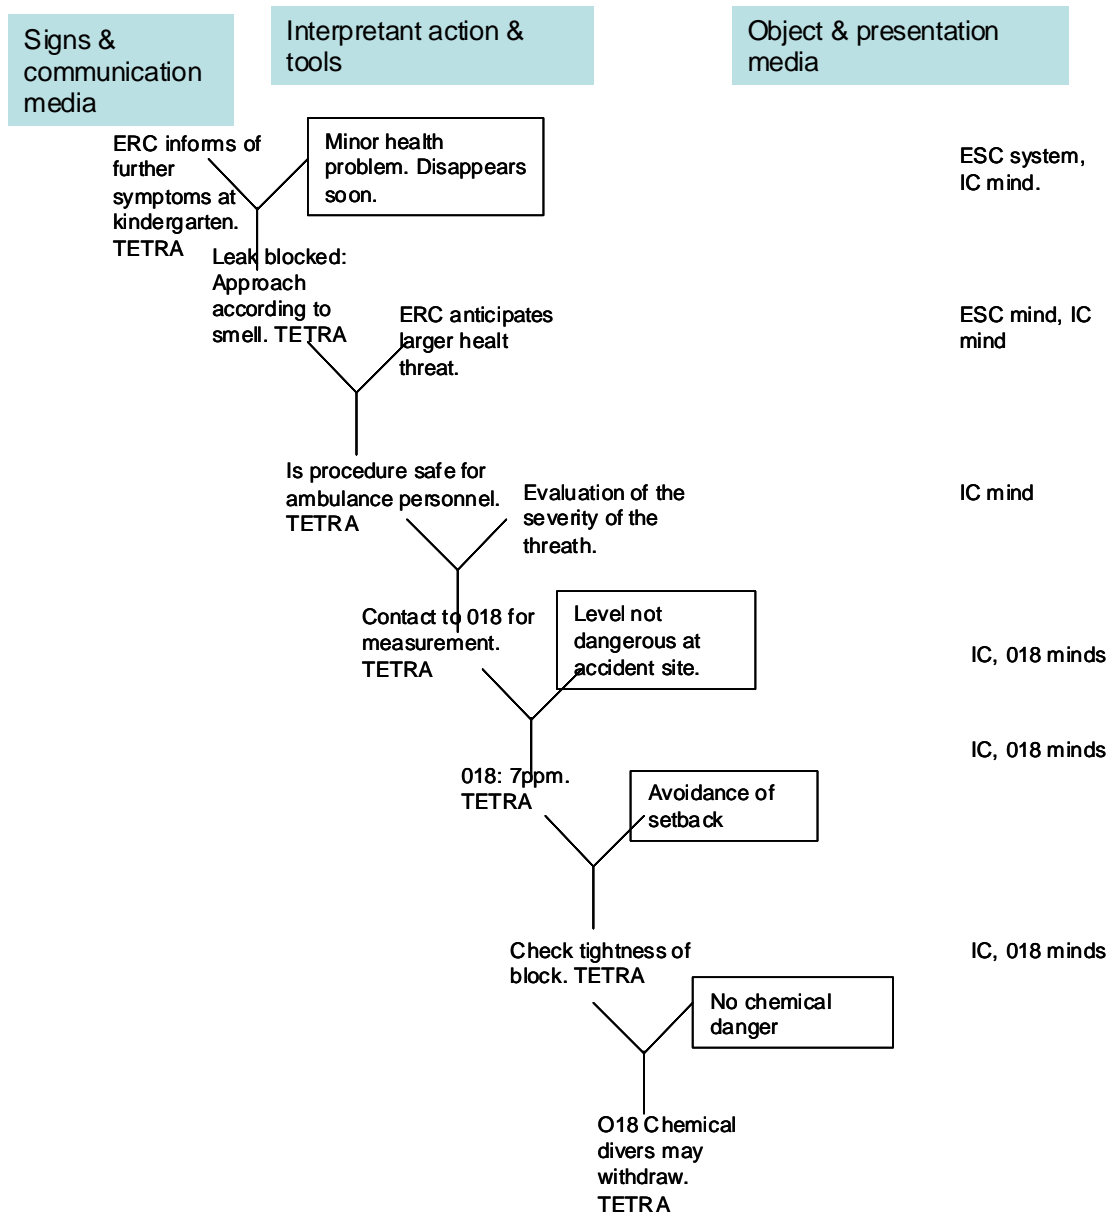 Signs &
communication
media
Interpretant action &
tools
Object & presentation
media
ERC informs of
further
symptoms at
kindergarten.
TETRA
Minor health
problem. Disappears
soon.
ESC system,
IC mind.
Leak blocked:
Approach
according to
smell. TETRA
ERC anticipates
larger healt
threat.
ESC mind, IC
mind
Is procedure safe for
ambulance personnel.
TETRA
Evaluation of the
severity of the
threath.
IC mind
Contact to 018 for
measurement.
TETRA
Level not
dangerous at
accident site.
IC, 018 minds
IC, 018 minds
018: 7ppm.
TETRA
Avoidance of
setback
Check tightness of
block. TETRA
IC, 018 minds
No chemical
danger
O18 Chemical
divers may
withdraw.
TETRA